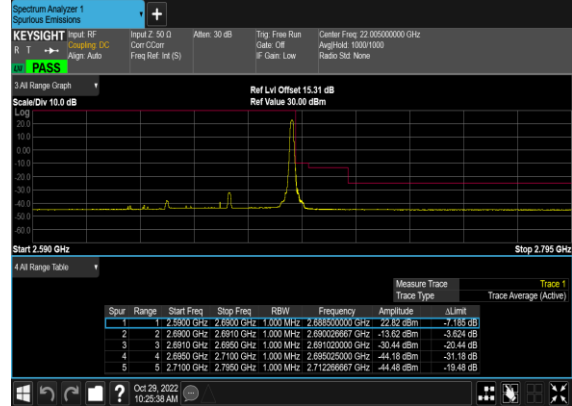 Spectrum Analyzer 1
Spurious Emissions
KEYSIGHT Input: RF Input Z: 50 Ω Atten: 30 dB Trig: Free Run Center Freq: 22.005000000 GHz
R T Coupling: DC Corr CCorr Gate: Off Avg|Hold: 1000/1000
Align: Auto Freq Ref: Int (S) IF Gain: Low Radio Std: None
PASS
3 All Range Graph
Ref Lvl Offset 15.31 dB
Scale/Div 10.0 dB Ref Value 30.00 dBm
Log
20.0
10.0
0.00
-10.0
-20.0
-30.0
-40.0
-50.0
-60.0
Start 2.590 GHz Stop 2.795 GHz
4 All Range Table
Measure Trace Trace 1
Trace Type Trace Average (Active)
Spur Range Start Freq Stop Freq RBW Frequency Amplitude ΔLimit
1 1 2.5900 GHz 2.6900 GHz 1.000 MHz 2.688500000 GHz 22.82 dBm -7.185 dB
2 2 2.6900 GHz 2.6910 GHz 1.000 MHz 2.690026667 GHz -13.62 dBm -3.624 dB
3 3 2.6910 GHz 2.6950 GHz 1.000 MHz 2.691020000 GHz -30.44 dBm -20.44 dB
4 4 2.6950 GHz 2.7100 GHz 1.000 MHz 2.695025000 GHz -44.18 dBm -31.18 dB
5 5 2.7100 GHz 2.7950 GHz 1.000 MHz 2.712266667 GHz -44.48 dBm -19.48 dB
Oct 29, 2022
10:25:38 AM